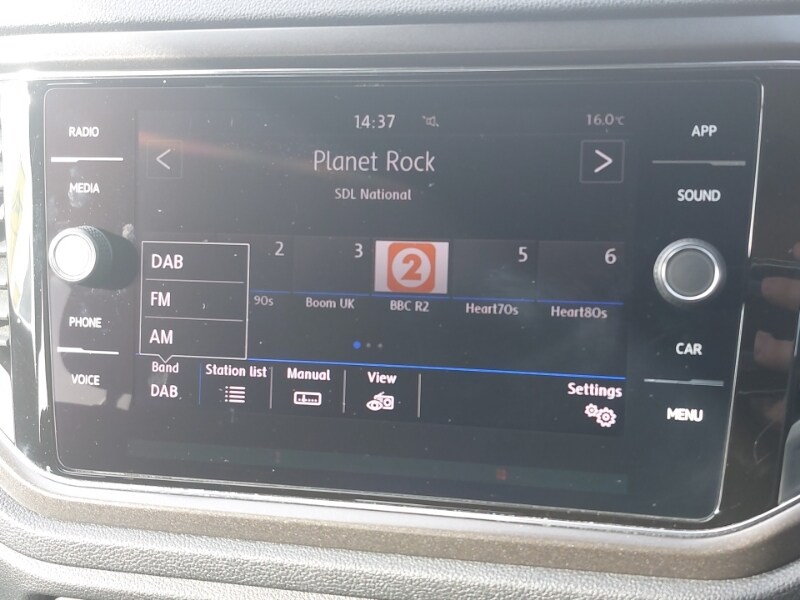 RADIO
MEDIA
PHONE
VOICE
14:37
16.0°C
Planet Rock
SDL National
DAB
FM
AM
2
3
2
5
6
90s
Boom UK
BBC R2
Heart70s
Heart80s
Band
DAB
Station list
Manual
View
Settings
APP
SOUND
CAR
MENU